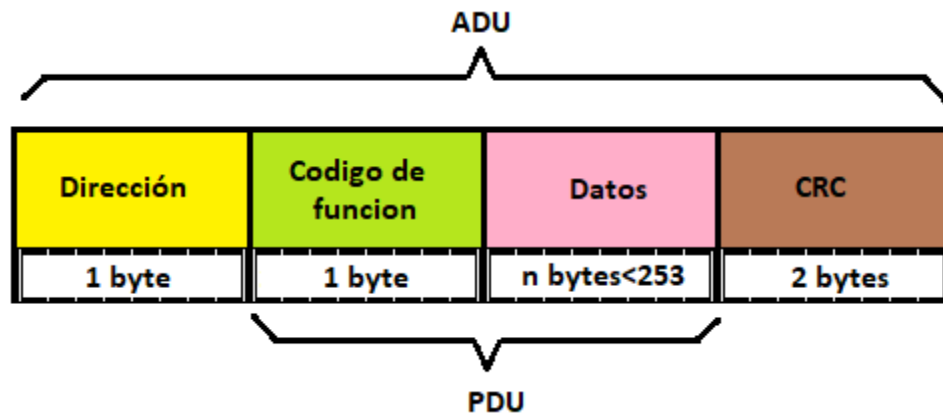 ADU
Dirección
Codigo de
funcion
Datos
CRC
1 byte
1 byte
n bytes<253
2 bytes
PDU